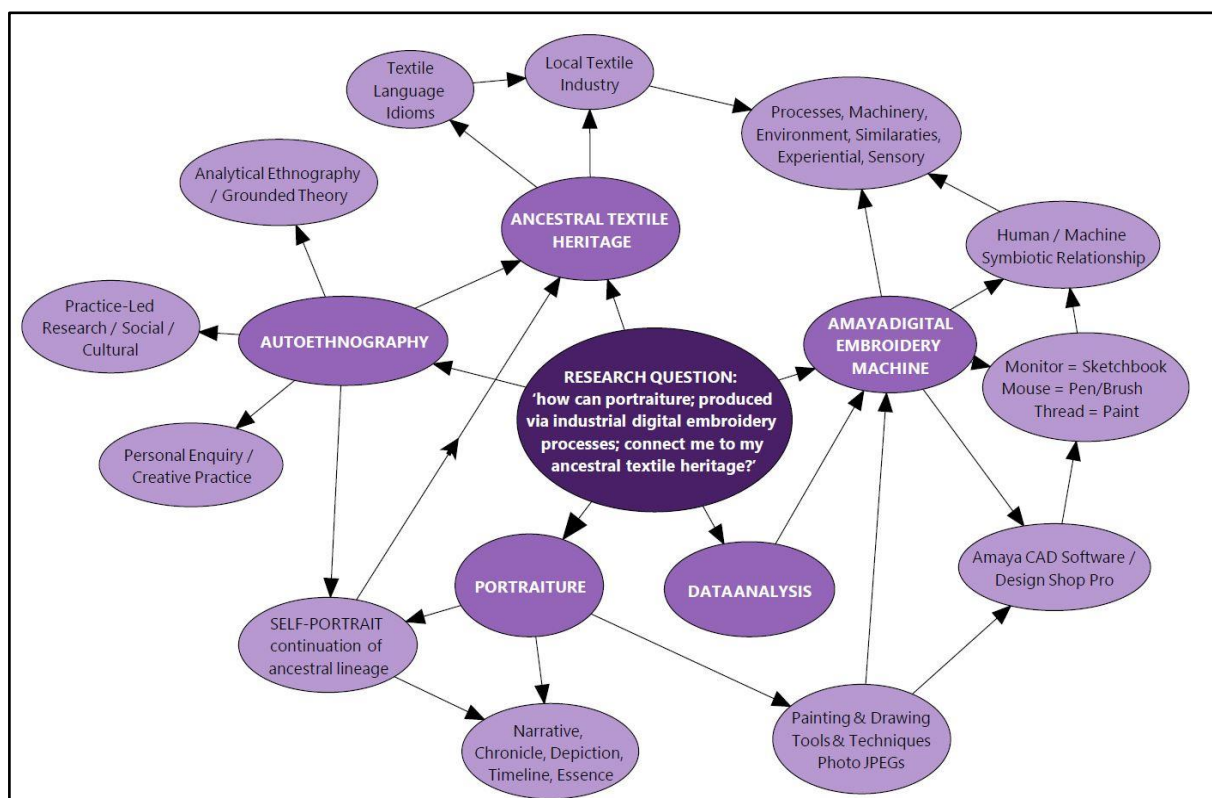 Textile
Language
Idioms
Local Textile
Industry
Processes, Machinery,
Environment, Similaraties,
Experiential, Sensory
Analytical Ethnography
/ Grounded Theory
ANCESTRAL TEXTILE
HERITAGE
Human / Machine
Symbiotic Relationship
Practice-Led
Research / Social /
Cultural
AUTOETHNOGRAPHY
AMAYA DIGITAL
EMBROIDERY
MACHINE
Monitor = Sketchbook
Mouse = Pen/Brush
Thread = Paint
RESEARCH QUESTION:
‘how can portraiture; produced
via industrial digital embroidery
processes; connect me to my
ancestral textile heritage?’
Personal Enquiry /
Creative Practice
PORTRAITURE
DATA ANALYSIS
Amaya CAD Software /
Design Shop Pro
SELF-PORTRAIT
continuation of
ancestral lineage
Narrative,
Chronicle, Depiction,
Timeline, Essence
Painting & Drawing
Tools & Techniques
Photo JPEGs